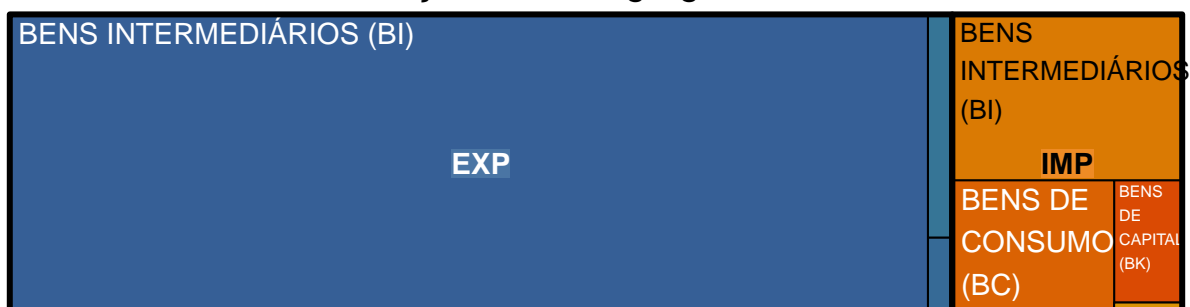 BENS INTERMEDIÁRIOS (BI)
EXP
BENS
INTERMEDIÁRIOS
(BI)
IMP
BENS DE
CONSUMO
(BC)
BENS
DE
CAPITAL
(BK)